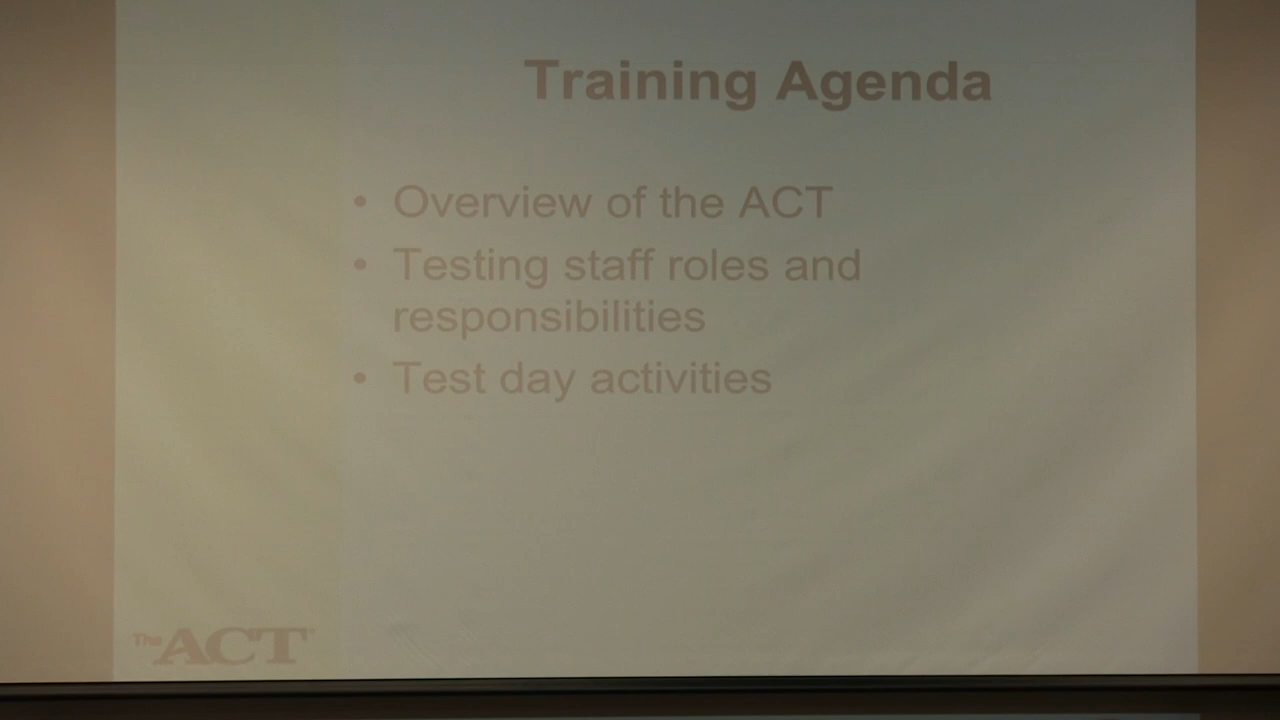 Training Agenda
• Overview of the ACT
• Testing staff roles and
responsibilities
• Test day activities
The ACT